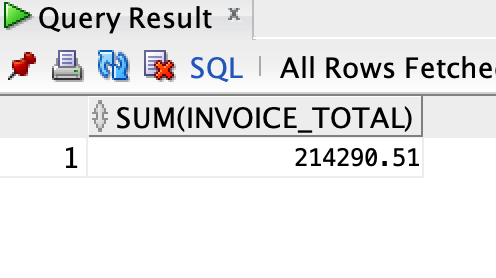 Query Result x
SQL | All Rows Fetche
SUM(INVOICE_TOTAL)
1 214290.51